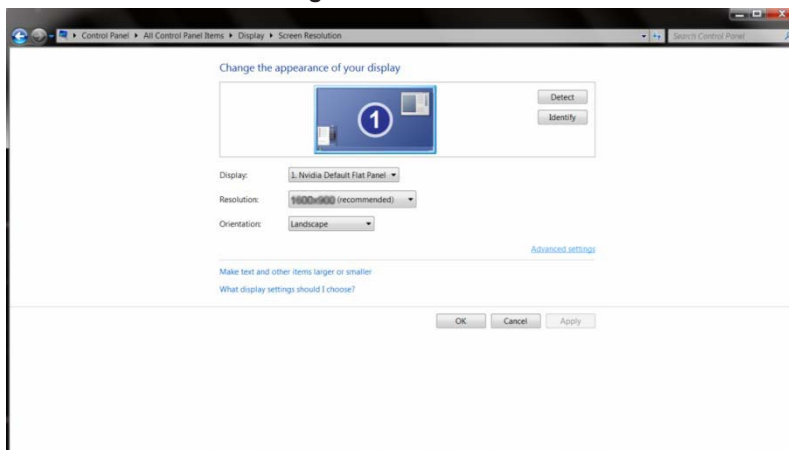 Control Panel ▸ All Control Panel Items ▸ Display ▸ Screen Resolution
Search Control Panel
Change the appearance of your display
1
Detect
Identify
Display: 1. Nvidia Default Flat Panel
Resolution: 1600x900 (recommended)
Orientation: Landscape
Advanced settings
Make text and other items larger or smaller
What display settings should I choose?
OK Cancel Apply